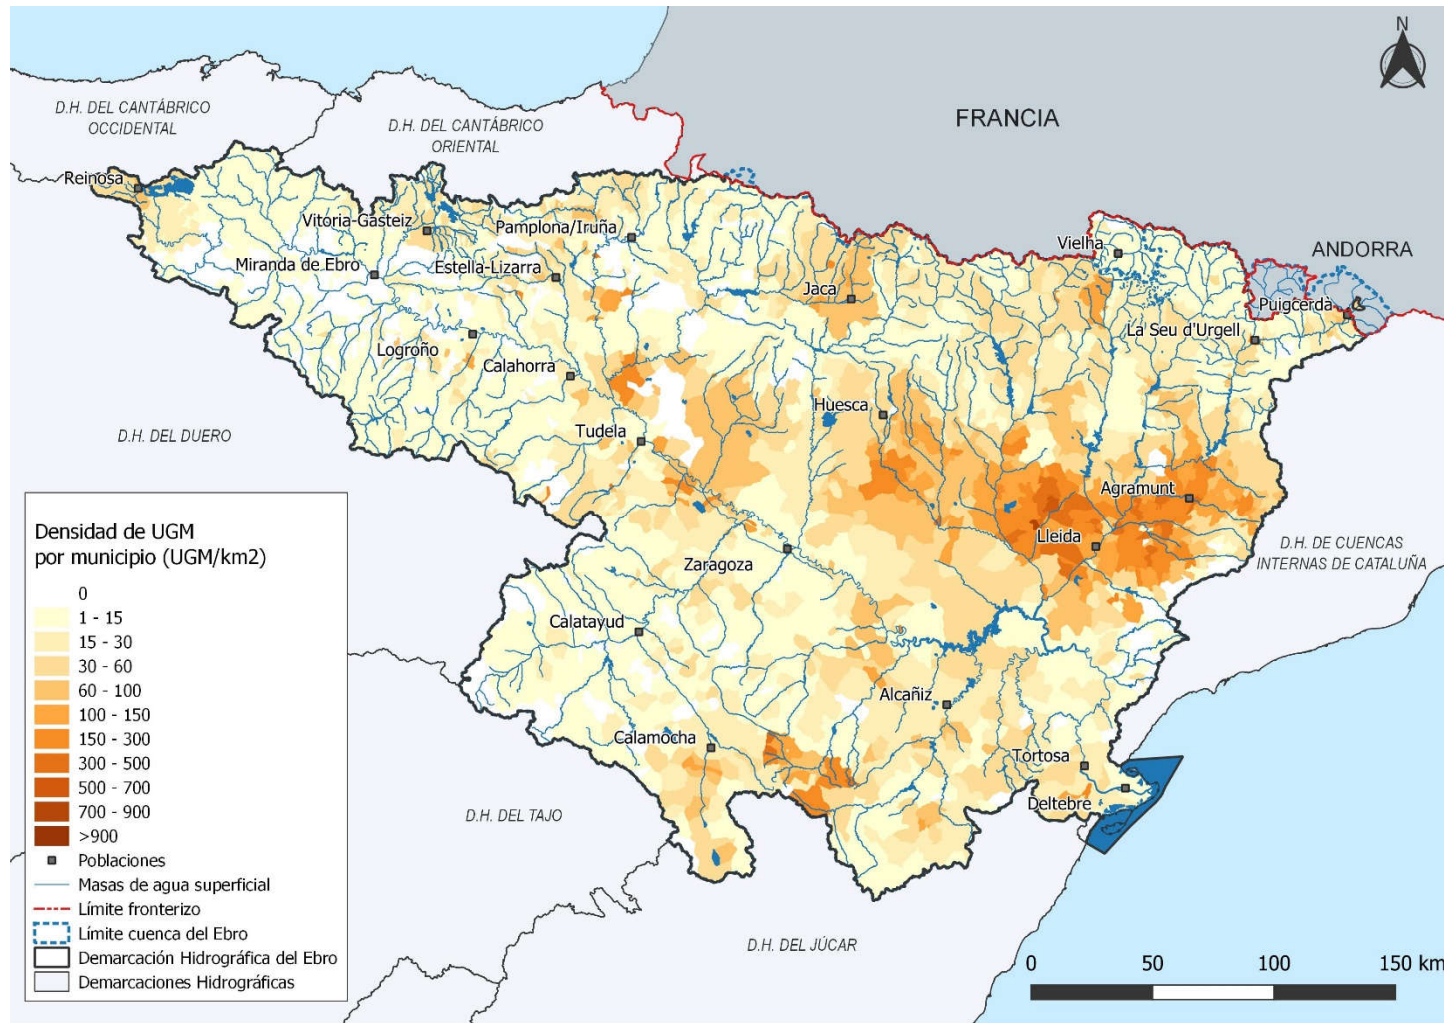 N
FRANCIA
D.H. DEL CANTÁBRICO
OCCIDENTAL
D.H. DEL CANTÁBRICO
ORIENTAL
Reinosa
Vitoria-Gasteiz
Pamplona/Iruña
Vielha
ANDORRA
Miranda de Ebro
Estella-Lizarra
Jaca
Puigcerdà
La Seu d'Urgell
Logroño
Calahorra
Huesca
D.H. DEL DUERO
Tudela
Agramunt
Lleida
D.H. DE CUENCAS
INTERNAS DE CATALUÑA
Zaragoza
Calatayud
Alcañiz
Calamocha
Tortosa
Deltebre
D.H. DEL TAJO
D.H. DEL JÚCAR
Densidad de UGM
por municipio (UGM/km2)
0
1 - 15
15 - 30
30 - 60
60 - 100
100 - 150
150 - 300
300 - 500
500 - 700
700 - 900
>900
Poblaciones
Masas de agua superficial
Límite fronterizo
Límite cuenca del Ebro
Demarcación Hidrográfica del Ebro
Demarcaciones Hidrográficas
0 50 100 150 km